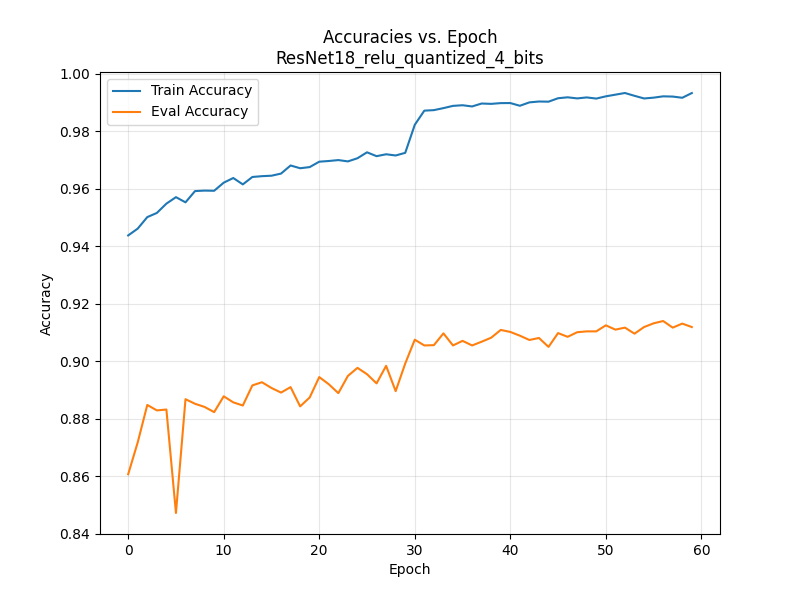 Accuracies vs. Epoch
ResNet18_relu_quantized_4_bits
Train Accuracy
Eval Accuracy
1.00
0.98
0.96
0.94
0.92
0.90
0.88
0.86
0.84
Accuracy
0 10 20 30 40 50 60
Epoch